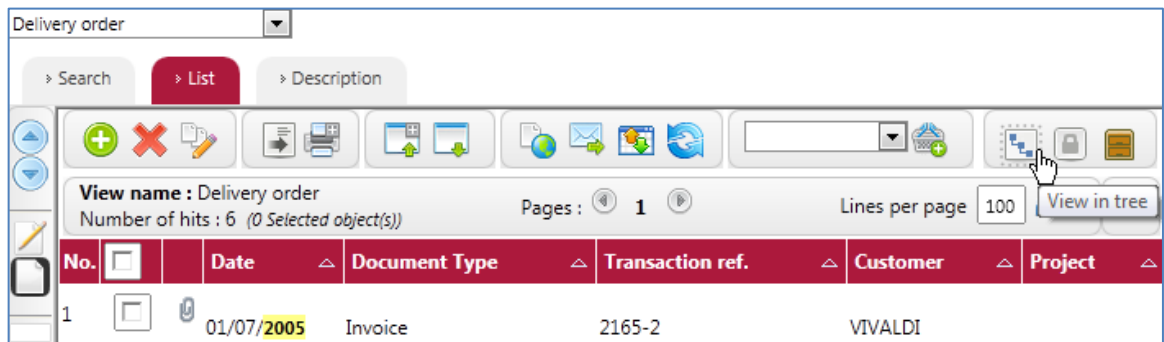 Delivery order
» Search » List » Description
View name : Delivery order
Number of hits : 6 (0 Selected object(s))
Pages : 1
Lines per page 100
View in tree
No. Date Document Type Transaction ref. Customer Project
1 01/07/2005 Invoice 2165-2 VIVALDI